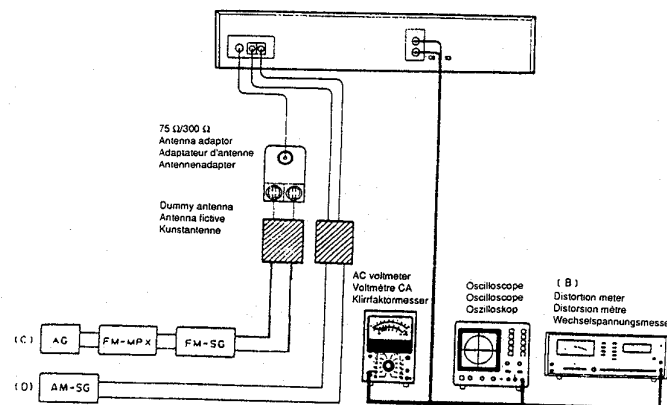 75 Ω/300 Ω
Antenna adaptor
Adaptateur d'antenne
Antennenadapter
Dummy antenna
Antenna fictive
Kunstantenne
AC voltmeter
Voltmètre CA
Klirrfaktormesser
Oscilloscope
Oscilloscope
Oszilloskop
(B)
Distortion meter
Distorsion mètre
Wechselspannungsmesse
(C) AG FM-MPX FM-SG
(D) AM-SG